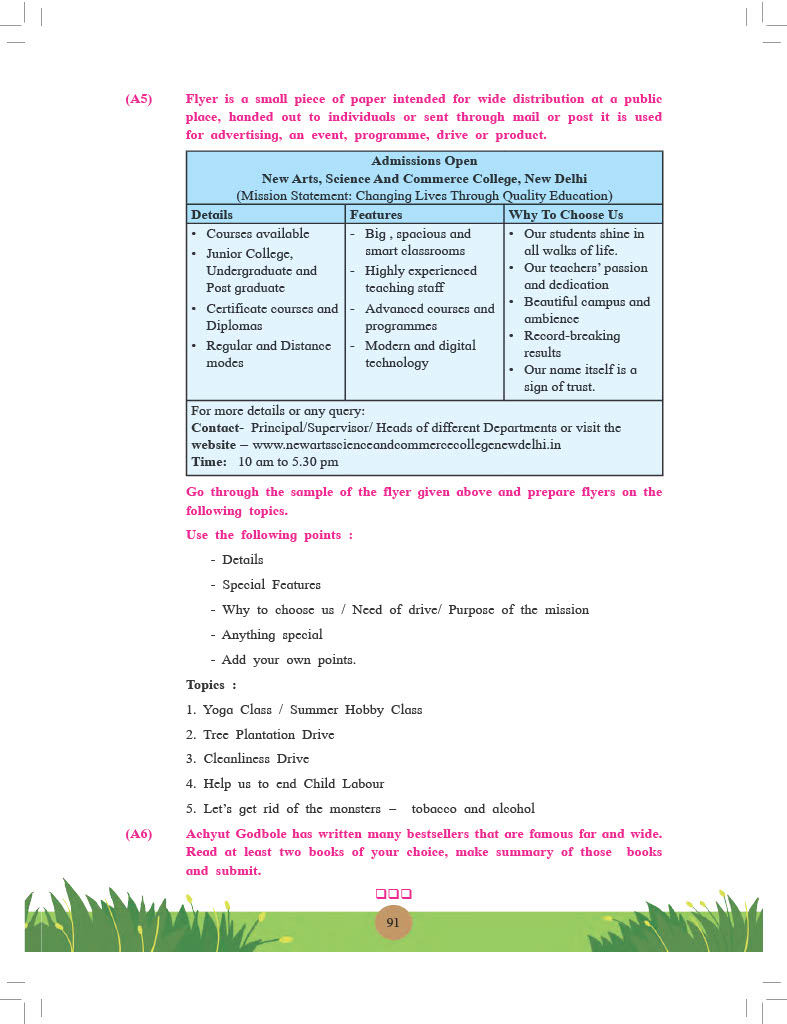 (A5) Flyer is a small piece of paper intended for wide distribution at a public
place, handed out to individuals or sent through mail or post it is used
for advertising, an event, programme, drive or product.
Admissions Open
New Arts, Science And Commerce College, New Delhi
(Mission Statement: Changing Lives Through Quality Education)
Details Features Why To Choose Us
• Courses available
• Junior College,
Undergraduate and
Post graduate
• Certificate courses and
Diplomas
• Regular and Distance
modes
- Big , spacious and
smart classrooms
- Highly experienced
teaching staff
- Advanced courses and
programmes
- Modern and digital
technology
• Our students shine in
all walks of life.
• Our teachers’ passion
and dedication
• Beautiful campus and
ambience
• Record-breaking
results
• Our name itself is a
sign of trust.
For more details or any query:
Contact- Principal/Supervisor/ Heads of different Departments or visit the
website – www.newartsscienceandcommercecollegenewdelhi.in
Time: 10 am to 5.30 pm
Go through the sample of the flyer given above and prepare flyers on the
following topics.
Use the following points :
- Details
- Special Features
- Why to choose us / Need of drive/ Purpose of the mission
- Anything special
- Add your own points.
Topics :
1. Yoga Class / Summer Hobby Class
2. Tree Plantation Drive
3. Cleanliness Drive
4. Help us to end Child Labour
5. Let’s get rid of the monsters – tobacco and alcohol
(A6) Achyut Godbole has written many bestsellers that are famous far and wide.
Read at least two books of your choice, make summary of those books
and submit.
❑❑❑
91